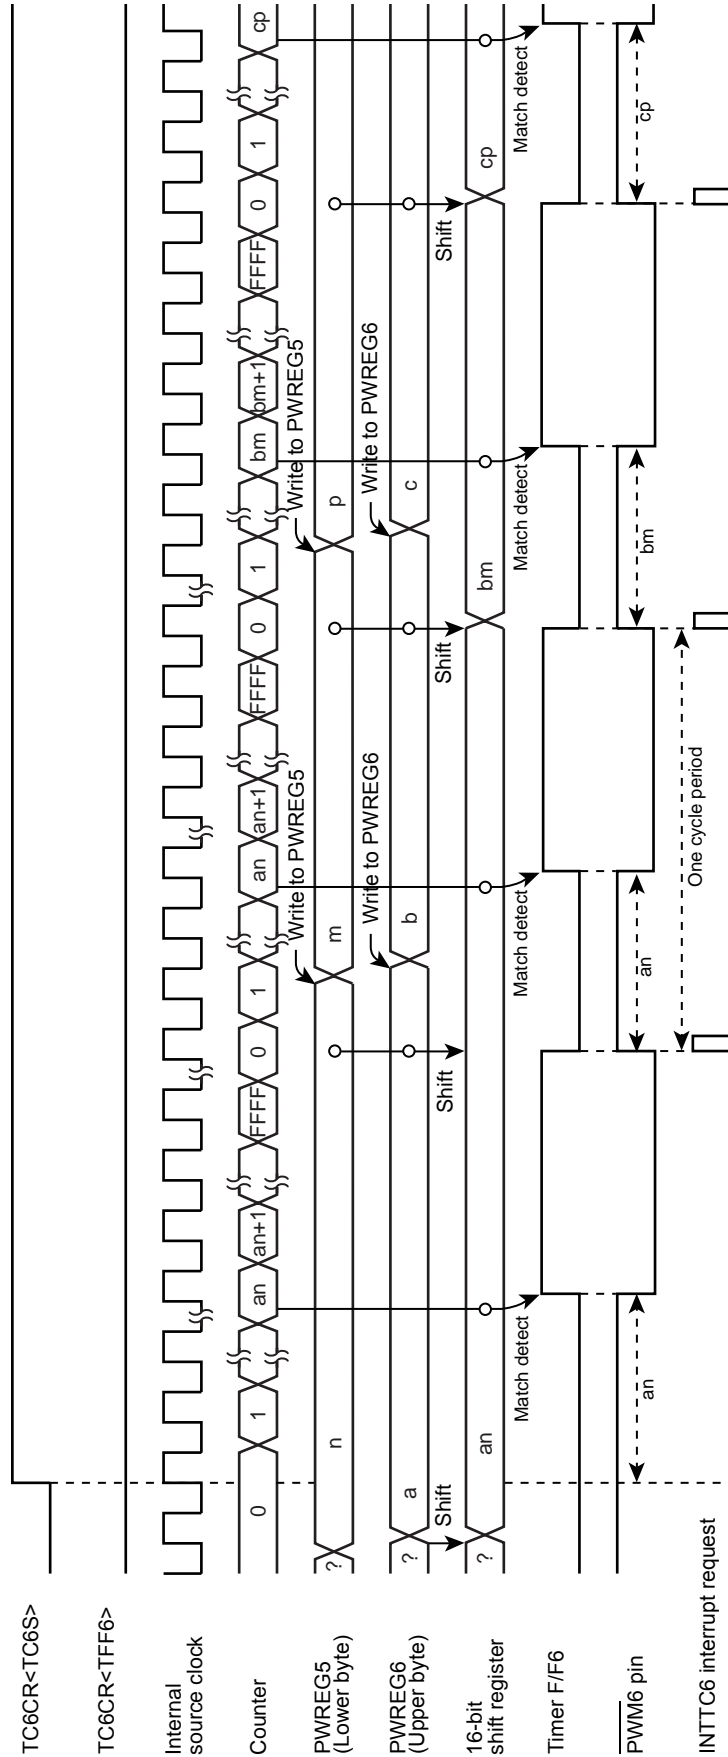 TC6CR<TC6S>
TC6CR<TFF6>
Internal
source clock
Counter
0 1 an an+1 FFFF 0 1 an an+1 FFFF 0 1 bm bm+1 FFFF 0 1 cp
Write to PWREG5
Write to PWREG5
PWREG5
(Lower byte)
? n m p
Write to PWREG6
Write to PWREG6
PWREG6
(Upper byte)
? a b c
Shift
Shift
Shift
Shift
16-bit
shift register
? an bm cp
Match detect
Match detect
Match detect
Match detect
Timer F/F6
PWM6 pin
an an bm cp
One cycle period
INTTC6 interrupt request